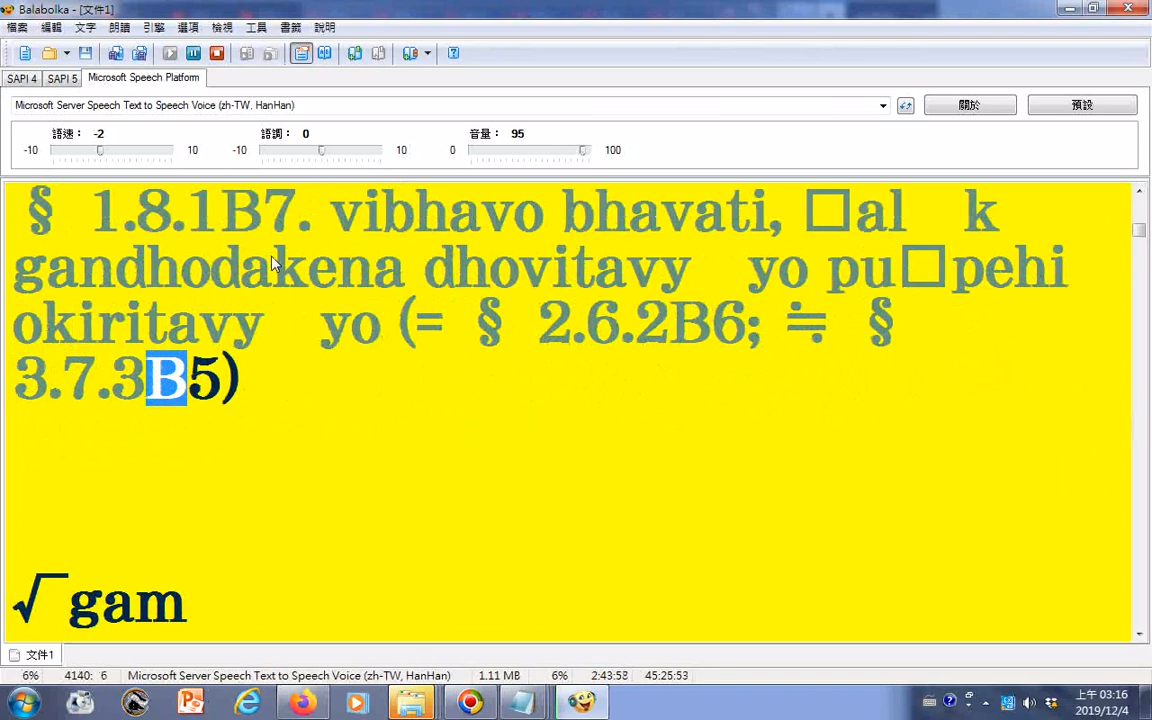 Balabolka - [文件1]
檔案 編輯 文字 朗讀 引擎 選項 檢視 工具 書籤 說明
SAPI 4 SAPI 5 Microsoft Speech Platform
Microsoft Server Speech Text to Speech Voice (zh-TW, HanHan) 關於 預設
語速: -2 語調: 0 音量: 95
-10 10 -10 10 0 100
§ 1.8.1B7. vibhavo bhavati, □al k
gandhodakena dhovitavy yo pu□pehi
okiritavy yo (= § 2.6.2B6; ≒ §
3.7.3B5)
√gam
文件1
6% 4140: 6 Microsoft Server Speech Text to Speech Voice (zh-TW, HanHan) 1.11 MB 6% 2:43:53 45:25:53
上午 03:16
2019/12/4